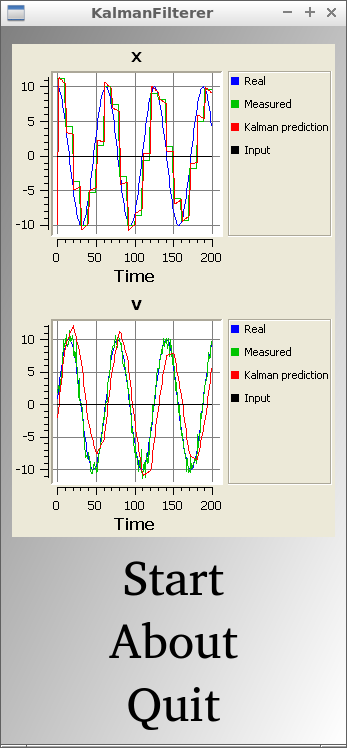 KalmanFilterer
X
10
5
0
-5
-10
0 50 100 150 200
Time
Real
Measured
Kalman prediction
Input
V
10
5
0
-5
-10
0 50 100 150 200
Time
Real
Measured
Kalman prediction
Input
Start
About
Quit